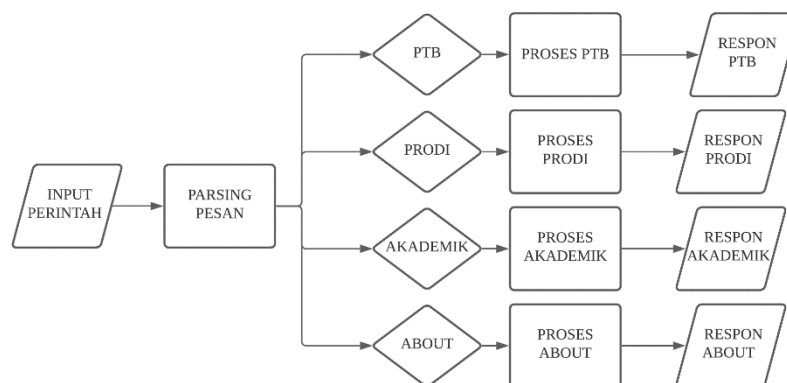 PTB
PROSES PTB
RESPON
PTB
PRODI
PROSES
PRODI
RESPON
PRODI
INPUT
PERINTAH
PARSING
PESAN
AKADEMIK
PROSES
AKADEMIK
RESPON
AKADEMIK
ABOUT
PROSES
ABOUT
RESPON
ABOUT